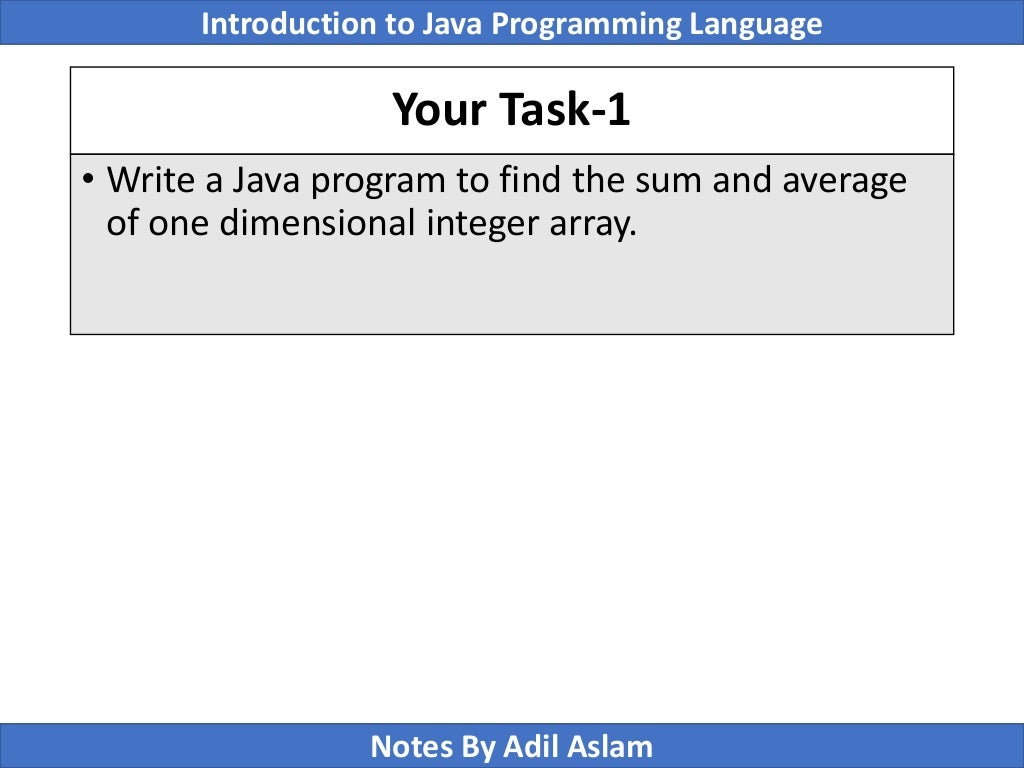 Introduction to Java Programming Language
Your Task-1
• Write a Java program to find the sum and average
of one dimensional integer array.
Notes By Adil Aslam